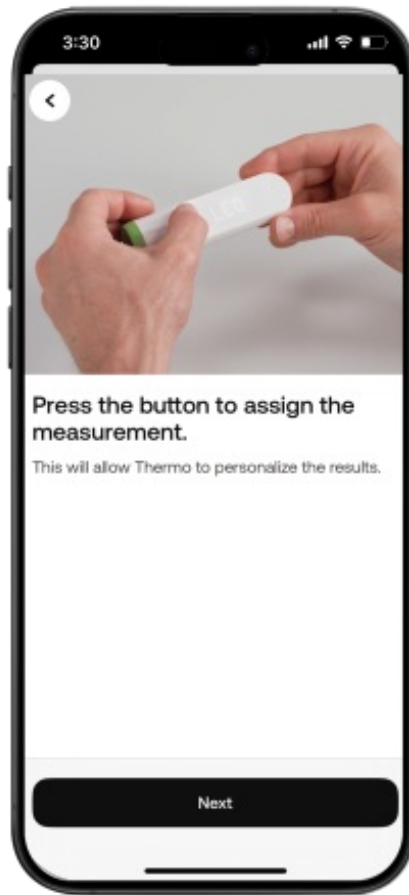 3:30
Press the button to assign the
measurement.
This will allow Thermo to personalize the results.
Next